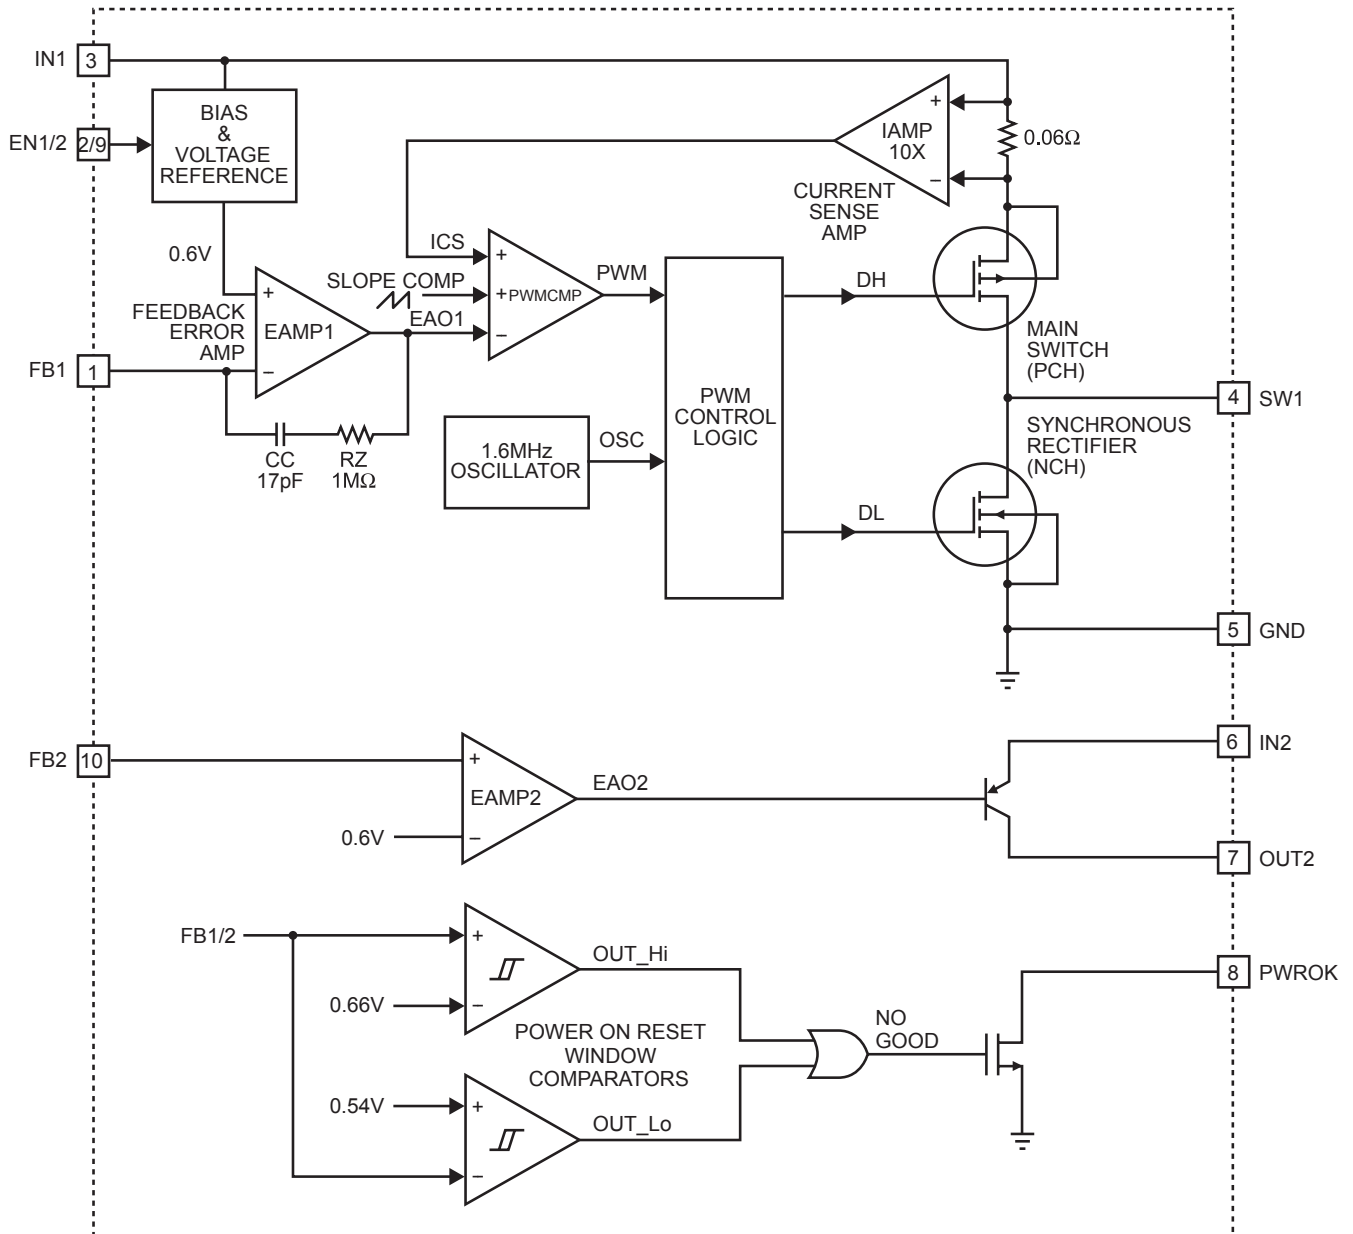 IN1
3
EN1/2
2/9
BIAS
&
VOLTAGE
REFERENCE
+
IAMP
10X
–
0.06Ω
CURRENT
SENSE
AMP
0.6V
ICS
+
SLOPE COMP
+
PWMCMP
EAO1
–
PWM
FEEDBACK
ERROR
AMP
+
EAMP1
–
FB1
1
CC
17pF
RZ
1MΩ
1.6MHz
OSCILLATOR
OSC
PWM
CONTROL
LOGIC
DH
MAIN
SWITCH
(PCH)
4
SW1
SYNCHRONOUS
RECTIFIER
(NCH)
DL
5
GND
FB2
10
+
EAMP2
–
0.6V
EAO2
6
IN2
7
OUT2
FB1/2
+
–
0.66V
OUT_Hi
POWER ON RESET
WINDOW
COMPARATORS
0.54V
+
–
OUT_Lo
NO
GOOD
8
PWROK